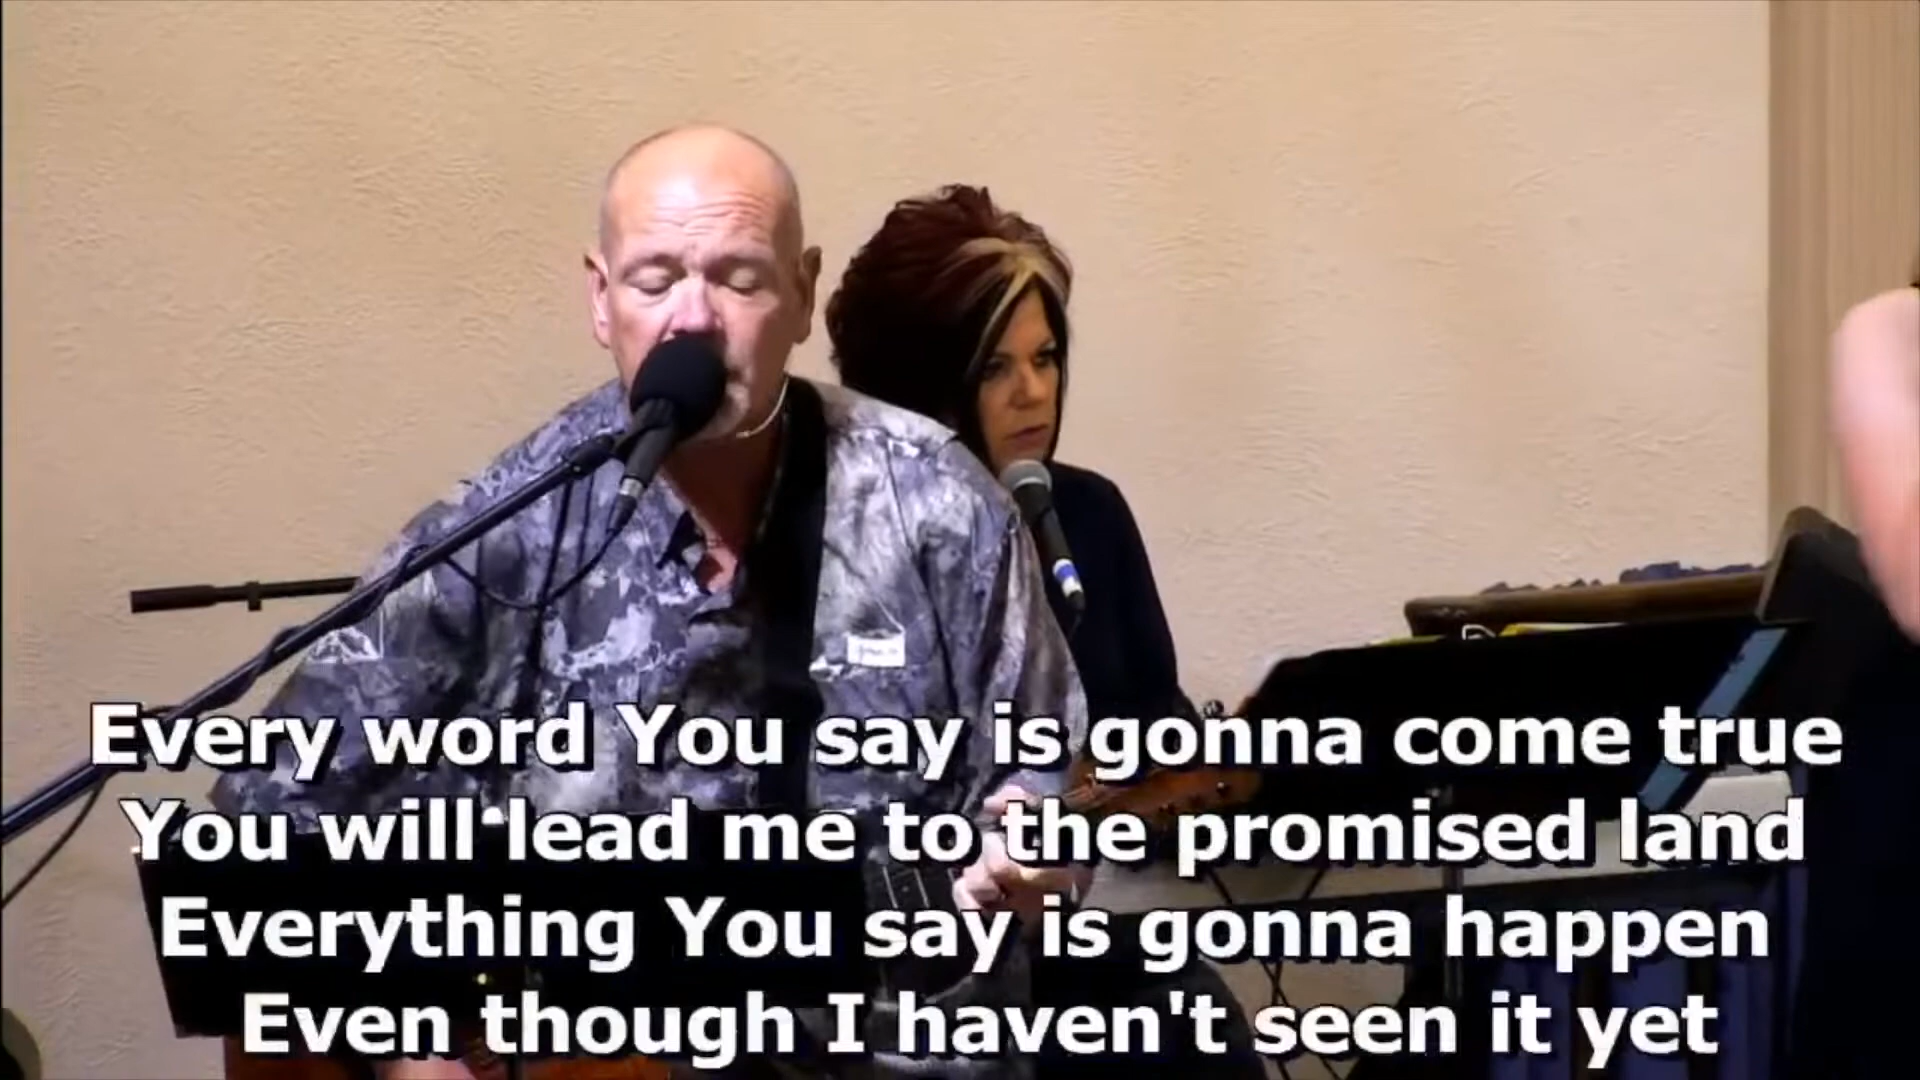 Every word You say is gonna come true
You will lead me to the promised land
Everything You say is gonna happen
Even though I haven't seen it yet